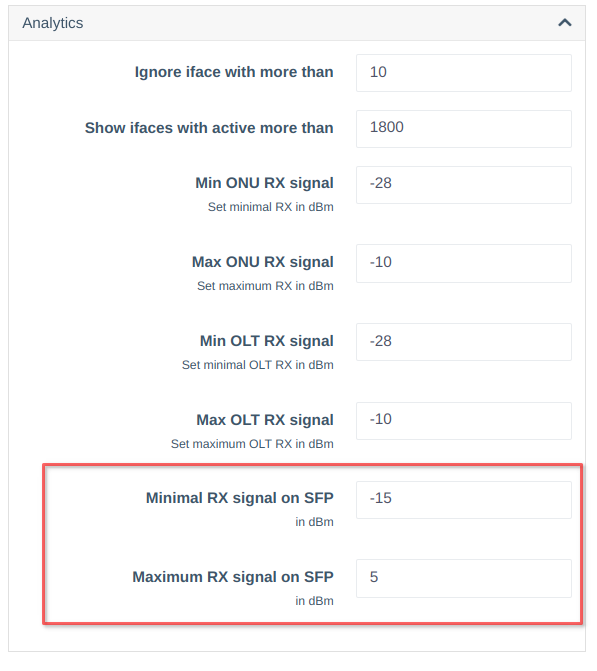 Analytics
Ignore iface with more than
10
Show ifaces with active more than
1800
Min ONU RX signal
-28
Set minimal RX in dBm
Max ONU RX signal
-10
Set maximum RX in dBm
Min OLT RX signal
-28
Set minimal OLT RX in dBm
Max OLT RX signal
-10
Set maximum OLT RX in dBm
Minimal RX signal on SFP
-15
in dBm
Maximum RX signal on SFP
5
in dBm